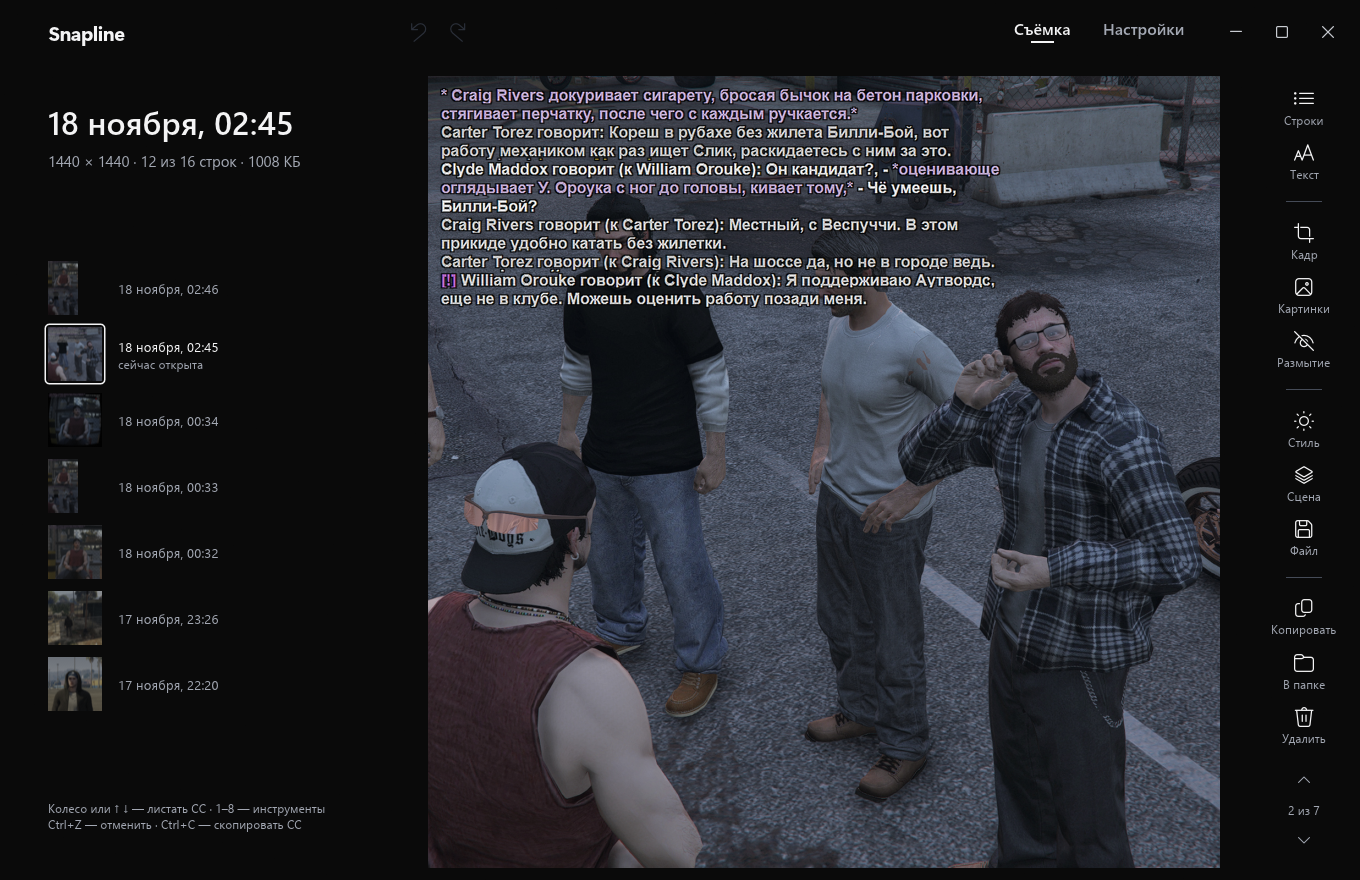 Snapline
Съёмка
Настройки
18 ноября, 02:45
1440 × 1440 · 12 из 16 строк · 1008 КБ
18 ноября, 02:46
18 ноября, 02:45
сейчас открыта
18 ноября, 00:34
18 ноября, 00:33
18 ноября, 00:32
17 ноября, 23:26
17 ноября, 22:20
Колесо или ↑ ↓ — листать СС · 1–8 — инструменты
Ctrl+Z — отменить · Ctrl+C — скопировать СС
* Craig Rivers докуривает сигарету, бросая бычок на бетон парковки,
стягивает перчатку, после чего с каждым ручкается.*
Carter Torez говорит: Кореш в рубахе без жилета Билли-Бой, вот
работу механиком как раз ищет Слик, раскидаетесь с ним за это.
Clyde Maddox говорит (к William Orouke): Он кандидат?, - *оценивающе
оглядывает У. Ороука с ног до головы, кивает тому,* - Чё умеешь,
Билли-Бой?
Craig Rivers говорит (к Carter Torez): Местный, с Веспуччи. В этом
прикиде удобно катать без жилетки.
Carter Torez говорит (к Craig Rivers): На шоссе да, но не в городе ведь.
[!] William Orouke говорит (к Clyde Maddox): Я поддерживаю Аутвордс,
еще не в клубе. Можешь оценить работу позади меня.
Строки
Текст
Кадр
Картинки
Размытие
Стиль
Сцена
Файл
Копировать
В папке
Удалить
2 из 7